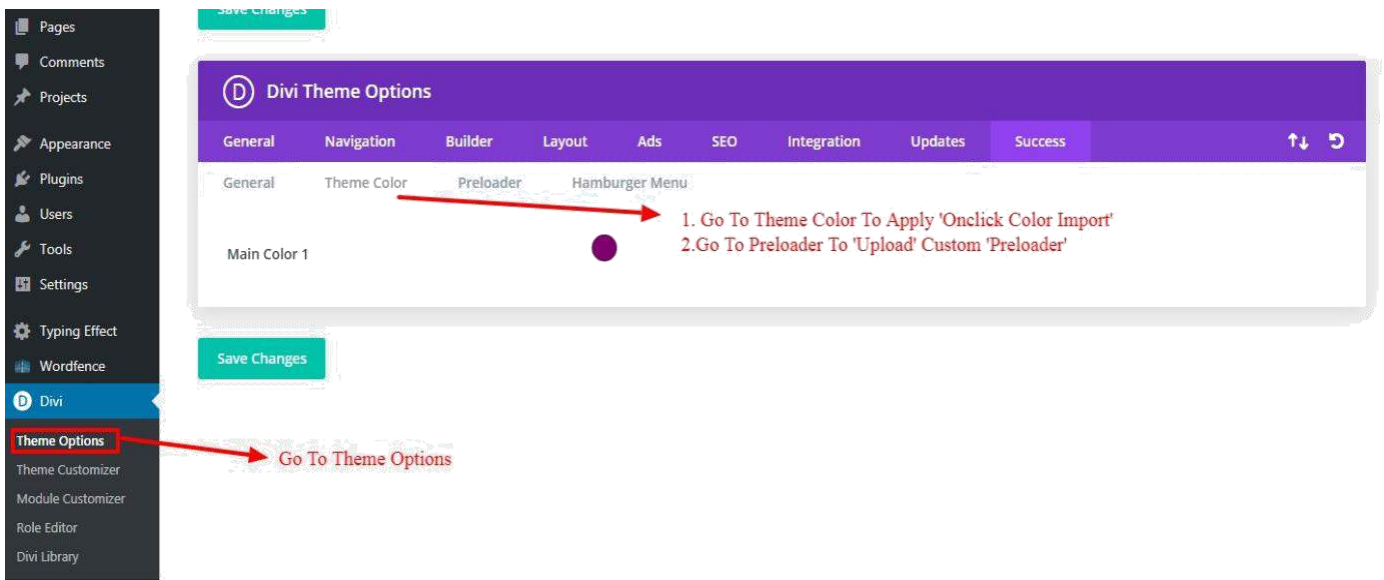 Save Changes
Pages
Comments
Projects
Appearance
Plugins
Users
Tools
Settings
Typing Effect
Wordfence
D Divi
Theme Options
Theme Customizer
Module Customizer
Role Editor
Divi Library
D Divi Theme Options
General Navigation Builder Layout Ads SEO Integration Updates Success
General Theme Color Preloader Hamburger Menu
1. Go To Theme Color To Apply 'Onclick Color Import'
2.Go To Preloader To 'Upload' Custom 'Preloader'
Main Color 1
Save Changes
Go To Theme Options